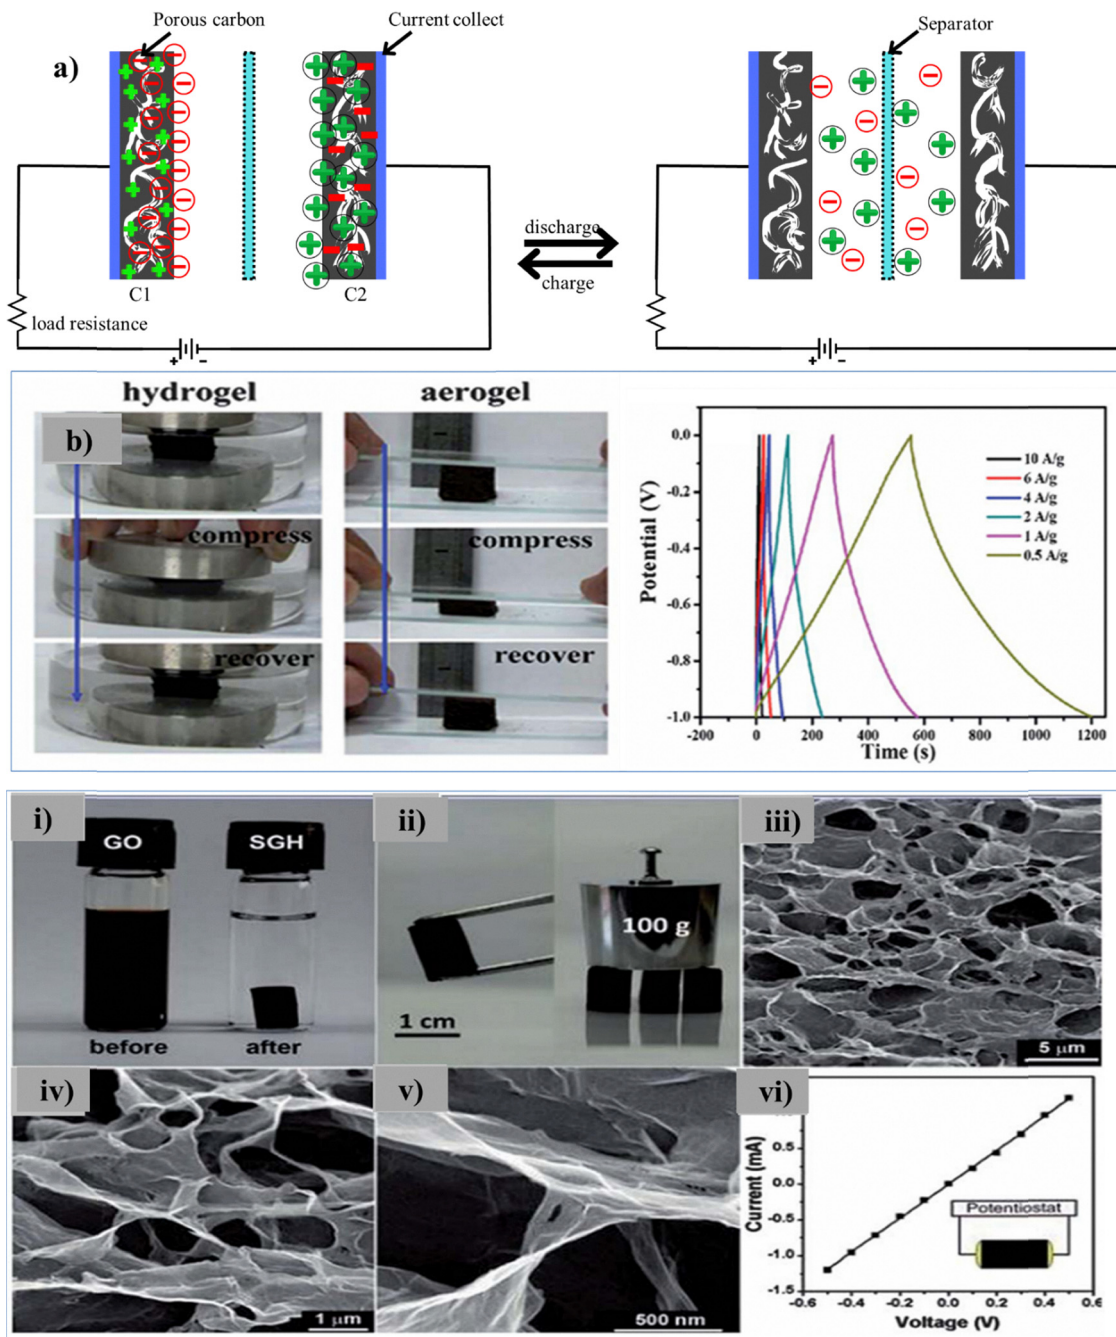 Porous carbon
Current collect
Separator
a)
discharge
charge
C1
C2
load resistance
+ −
+ −
hydrogel
aerogel
b)
compress
compress
recover
recover
Potential (V)
0.0
-0.2
-0.4
-0.6
-0.8
-1.0
10 A/g
6 A/g
4 A/g
2 A/g
1 A/g
0.5 A/g
-200 0 200 400 600 800 1000 1200
Time (s)
i)
GO
SGH
before
after
ii)
100 g
1 cm
iii)
5 µm
iv)
1 µm
v)
500 nm
vi)
Current (mA)
0.5
0.0
-0.5
-1.0
-1.5
Potentiostat
-0.6 -0.4 -0.2 0.0 0.2 0.4 0.6
Voltage (V)